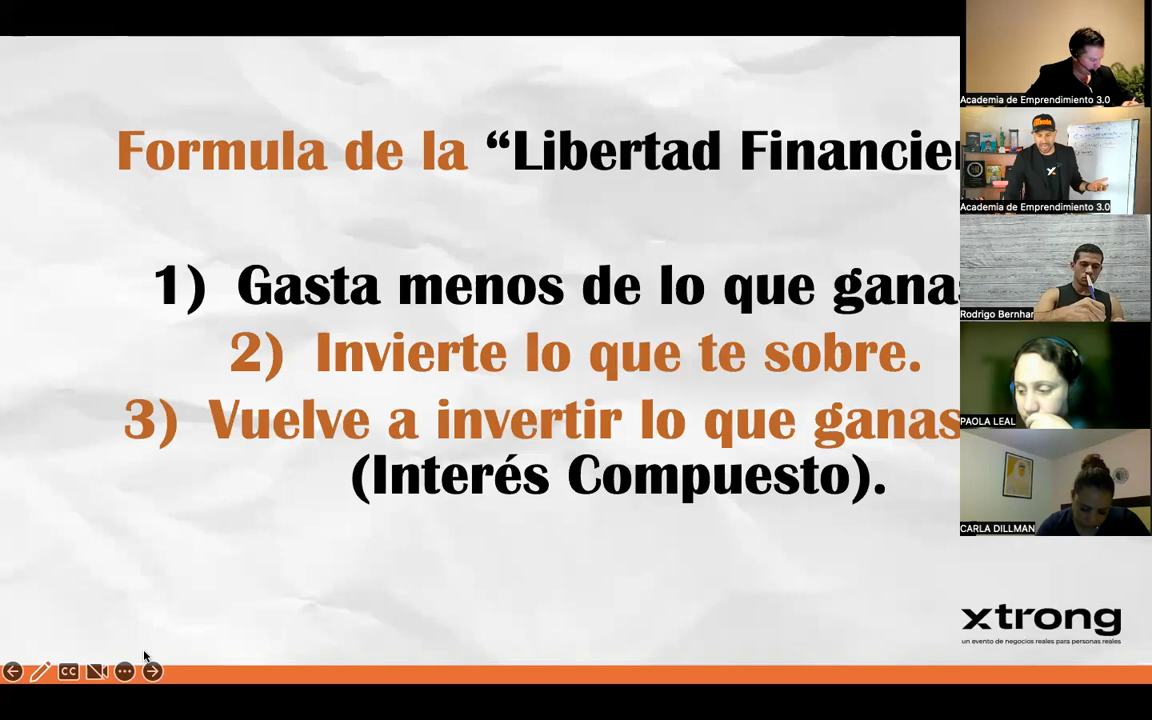 Formula de la “Libertad Financier
1) Gasta menos de lo que ganas
2) Invierte lo que te sobre.
3) Vuelve a invertir lo que ganas
(Interés Compuesto).
Academia de Emprendimiento 3.0
Academia de Emprendimiento 3.0
Rodrigo Bernhar
PAOLA LEAL
CARLA DILLMAN
xtrong
un evento de negocios reales para personas reales
CC